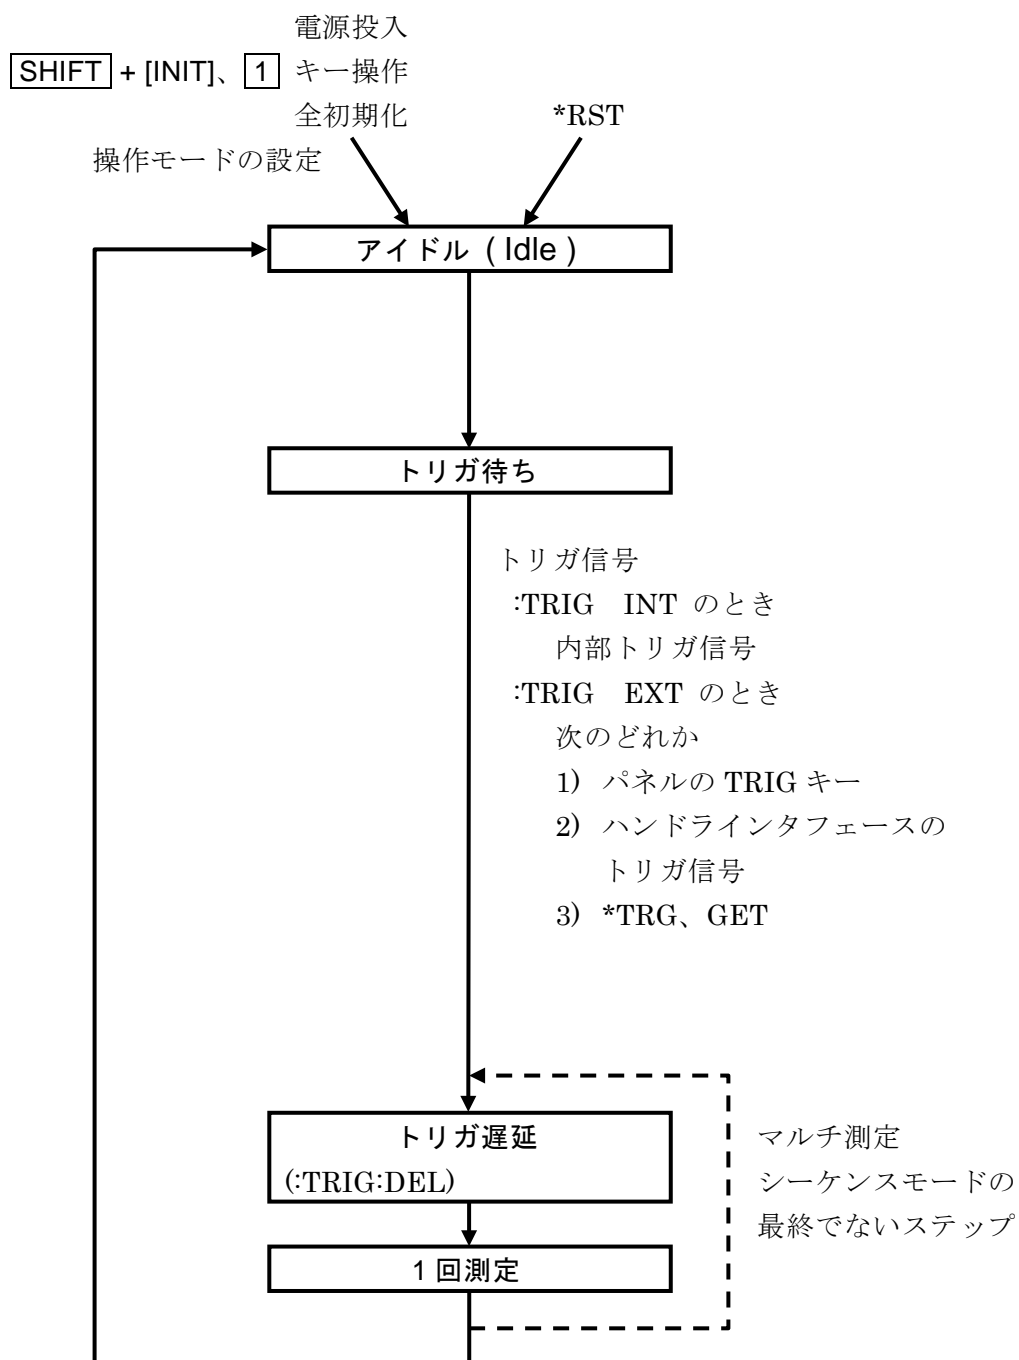 電源投入
SHIFT + [INIT]、 1 キー操作
全初期化
*RST
操作モードの設定
アイドル ( Idle )
トリガ待ち
トリガ信号
:TRIG INT のとき
内部トリガ信号
:TRIG EXT のとき
次のどれか
1) パネルの TRIG キー
2) ハンドラインタフェースの
トリガ信号
3) *TRG、GET
トリガ遅延
(:TRIG:DEL)
マルチ測定
シーケンスモードの
最終でないステップ
1 回測定